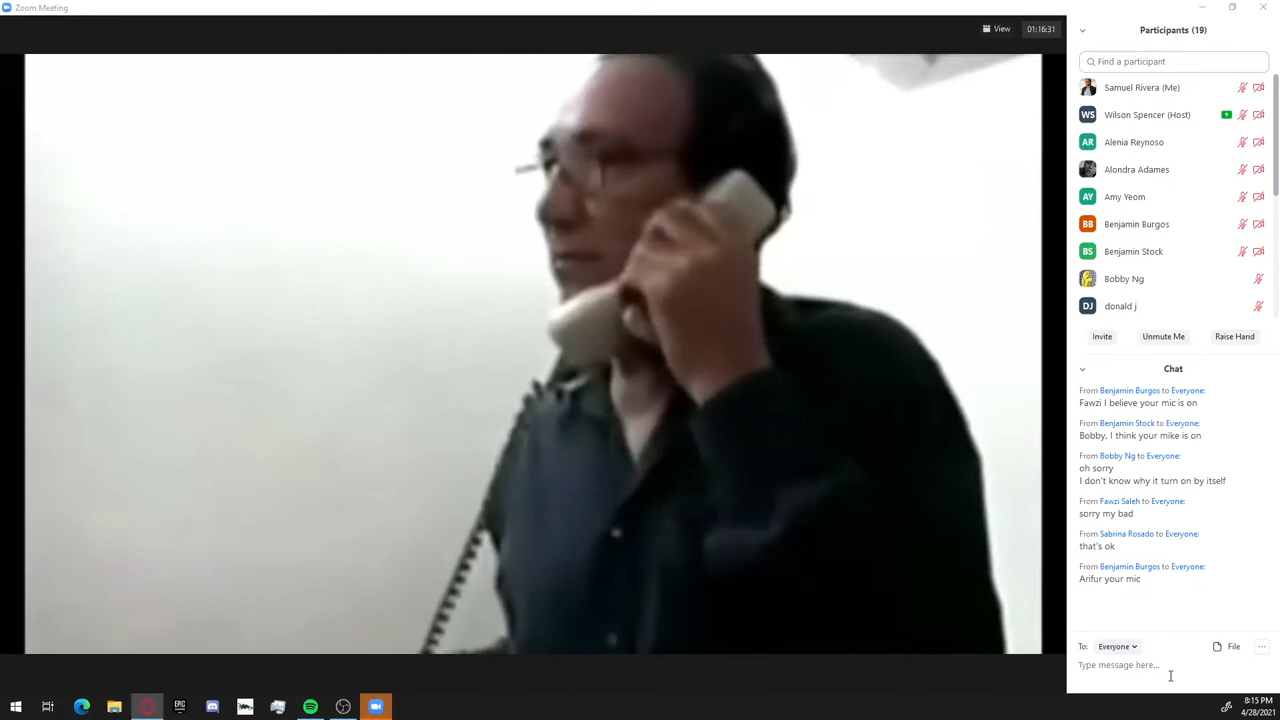 Zoom Meeting
View
01:16:31
Participants (19)
Find a participant
Samuel Rivera (Me)
WS Wilson Spencer (Host)
AR Alenia Reynoso
Alondra Adames
AY Amy Yeom
BB Benjamin Burgos
BS Benjamin Stock
Bobby Ng
DJ donald j
Invite Unmute Me Raise Hand
Chat
From Benjamin Burgos to Everyone:
Fawzi I believe your mic is on
From Benjamin Stock to Everyone:
Bobby, I think your mike is on
From Bobby Ng to Everyone:
oh sorry
I don't know why it turn on by itself
From Fawzi Saleh to Everyone:
sorry my bad
From Sabrina Rosado to Everyone:
that's ok
From Benjamin Burgos to Everyone:
Arifur your mic
To: Everyone File
Type message here...
EPIC
8:15 PM
4/28/2021